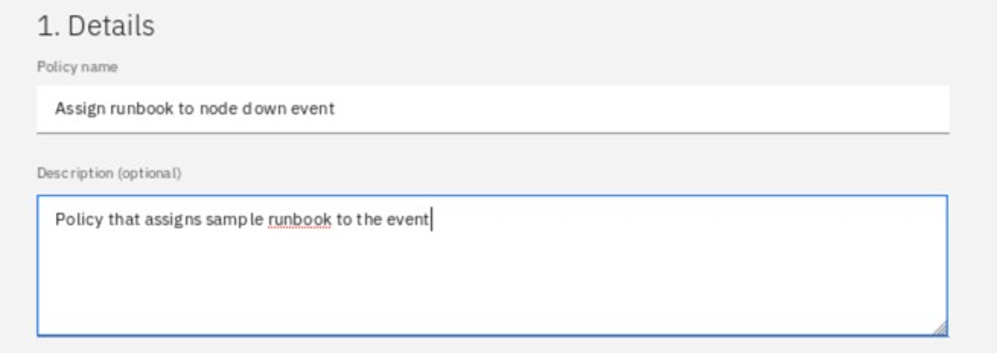 1. Details
Policy name
Assign runbook to node down event
Description (optional)
Policy that assigns sample runbook to the event